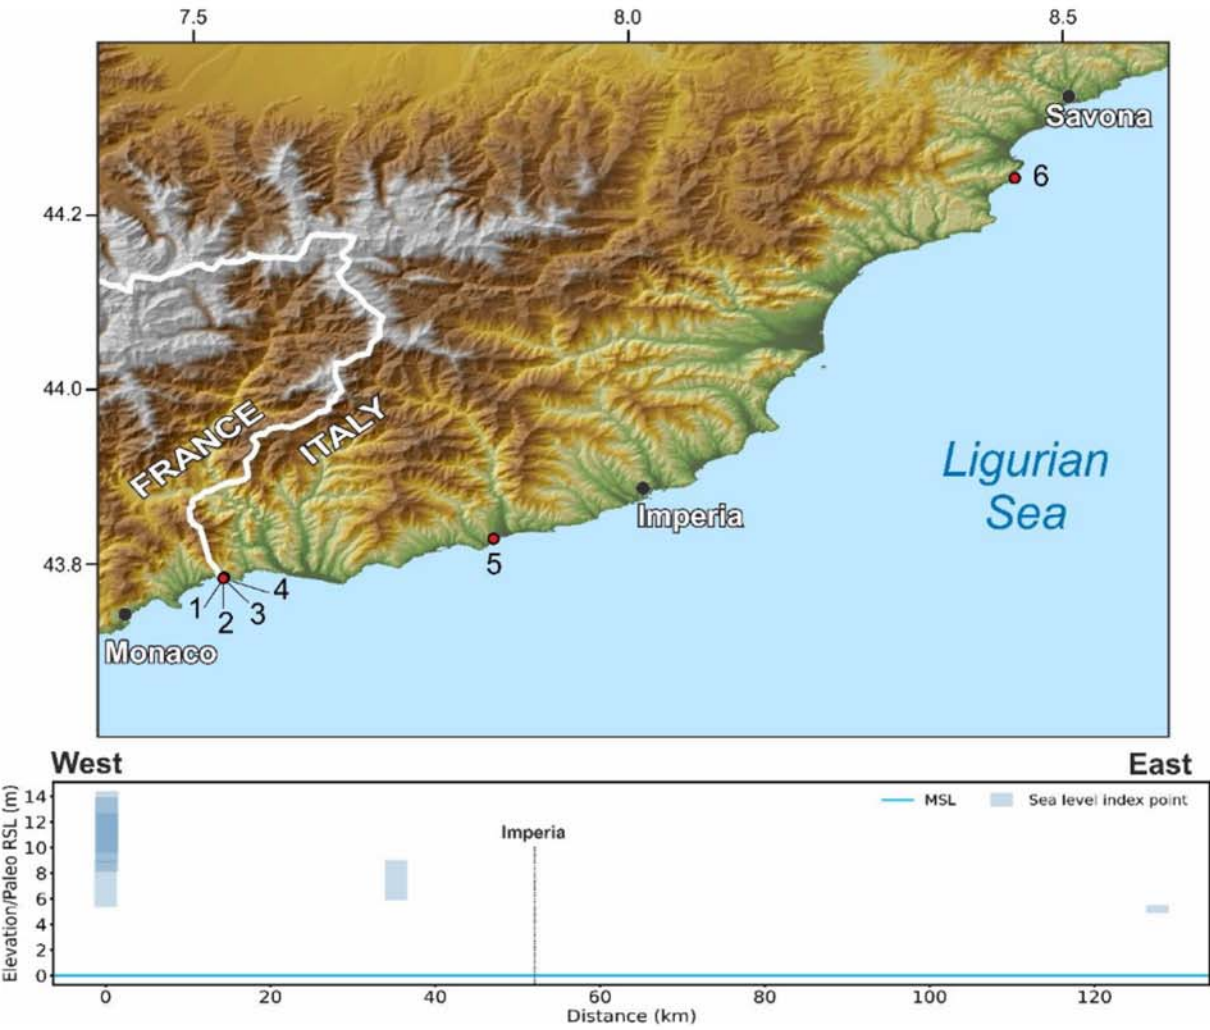 7.5 8.0 8.5
Savona
6
44.2
44.0
FRANCE
ITALY
Ligurian
Sea
Imperia
43.8
5
4
1
3
2
Monaco
West East
Elevation/Paleo RSL (m)
14
12
10
8
6
4
2
0
MSL Sea level index point
Imperia
0 20 40 60 80 100 120
Distance (km)